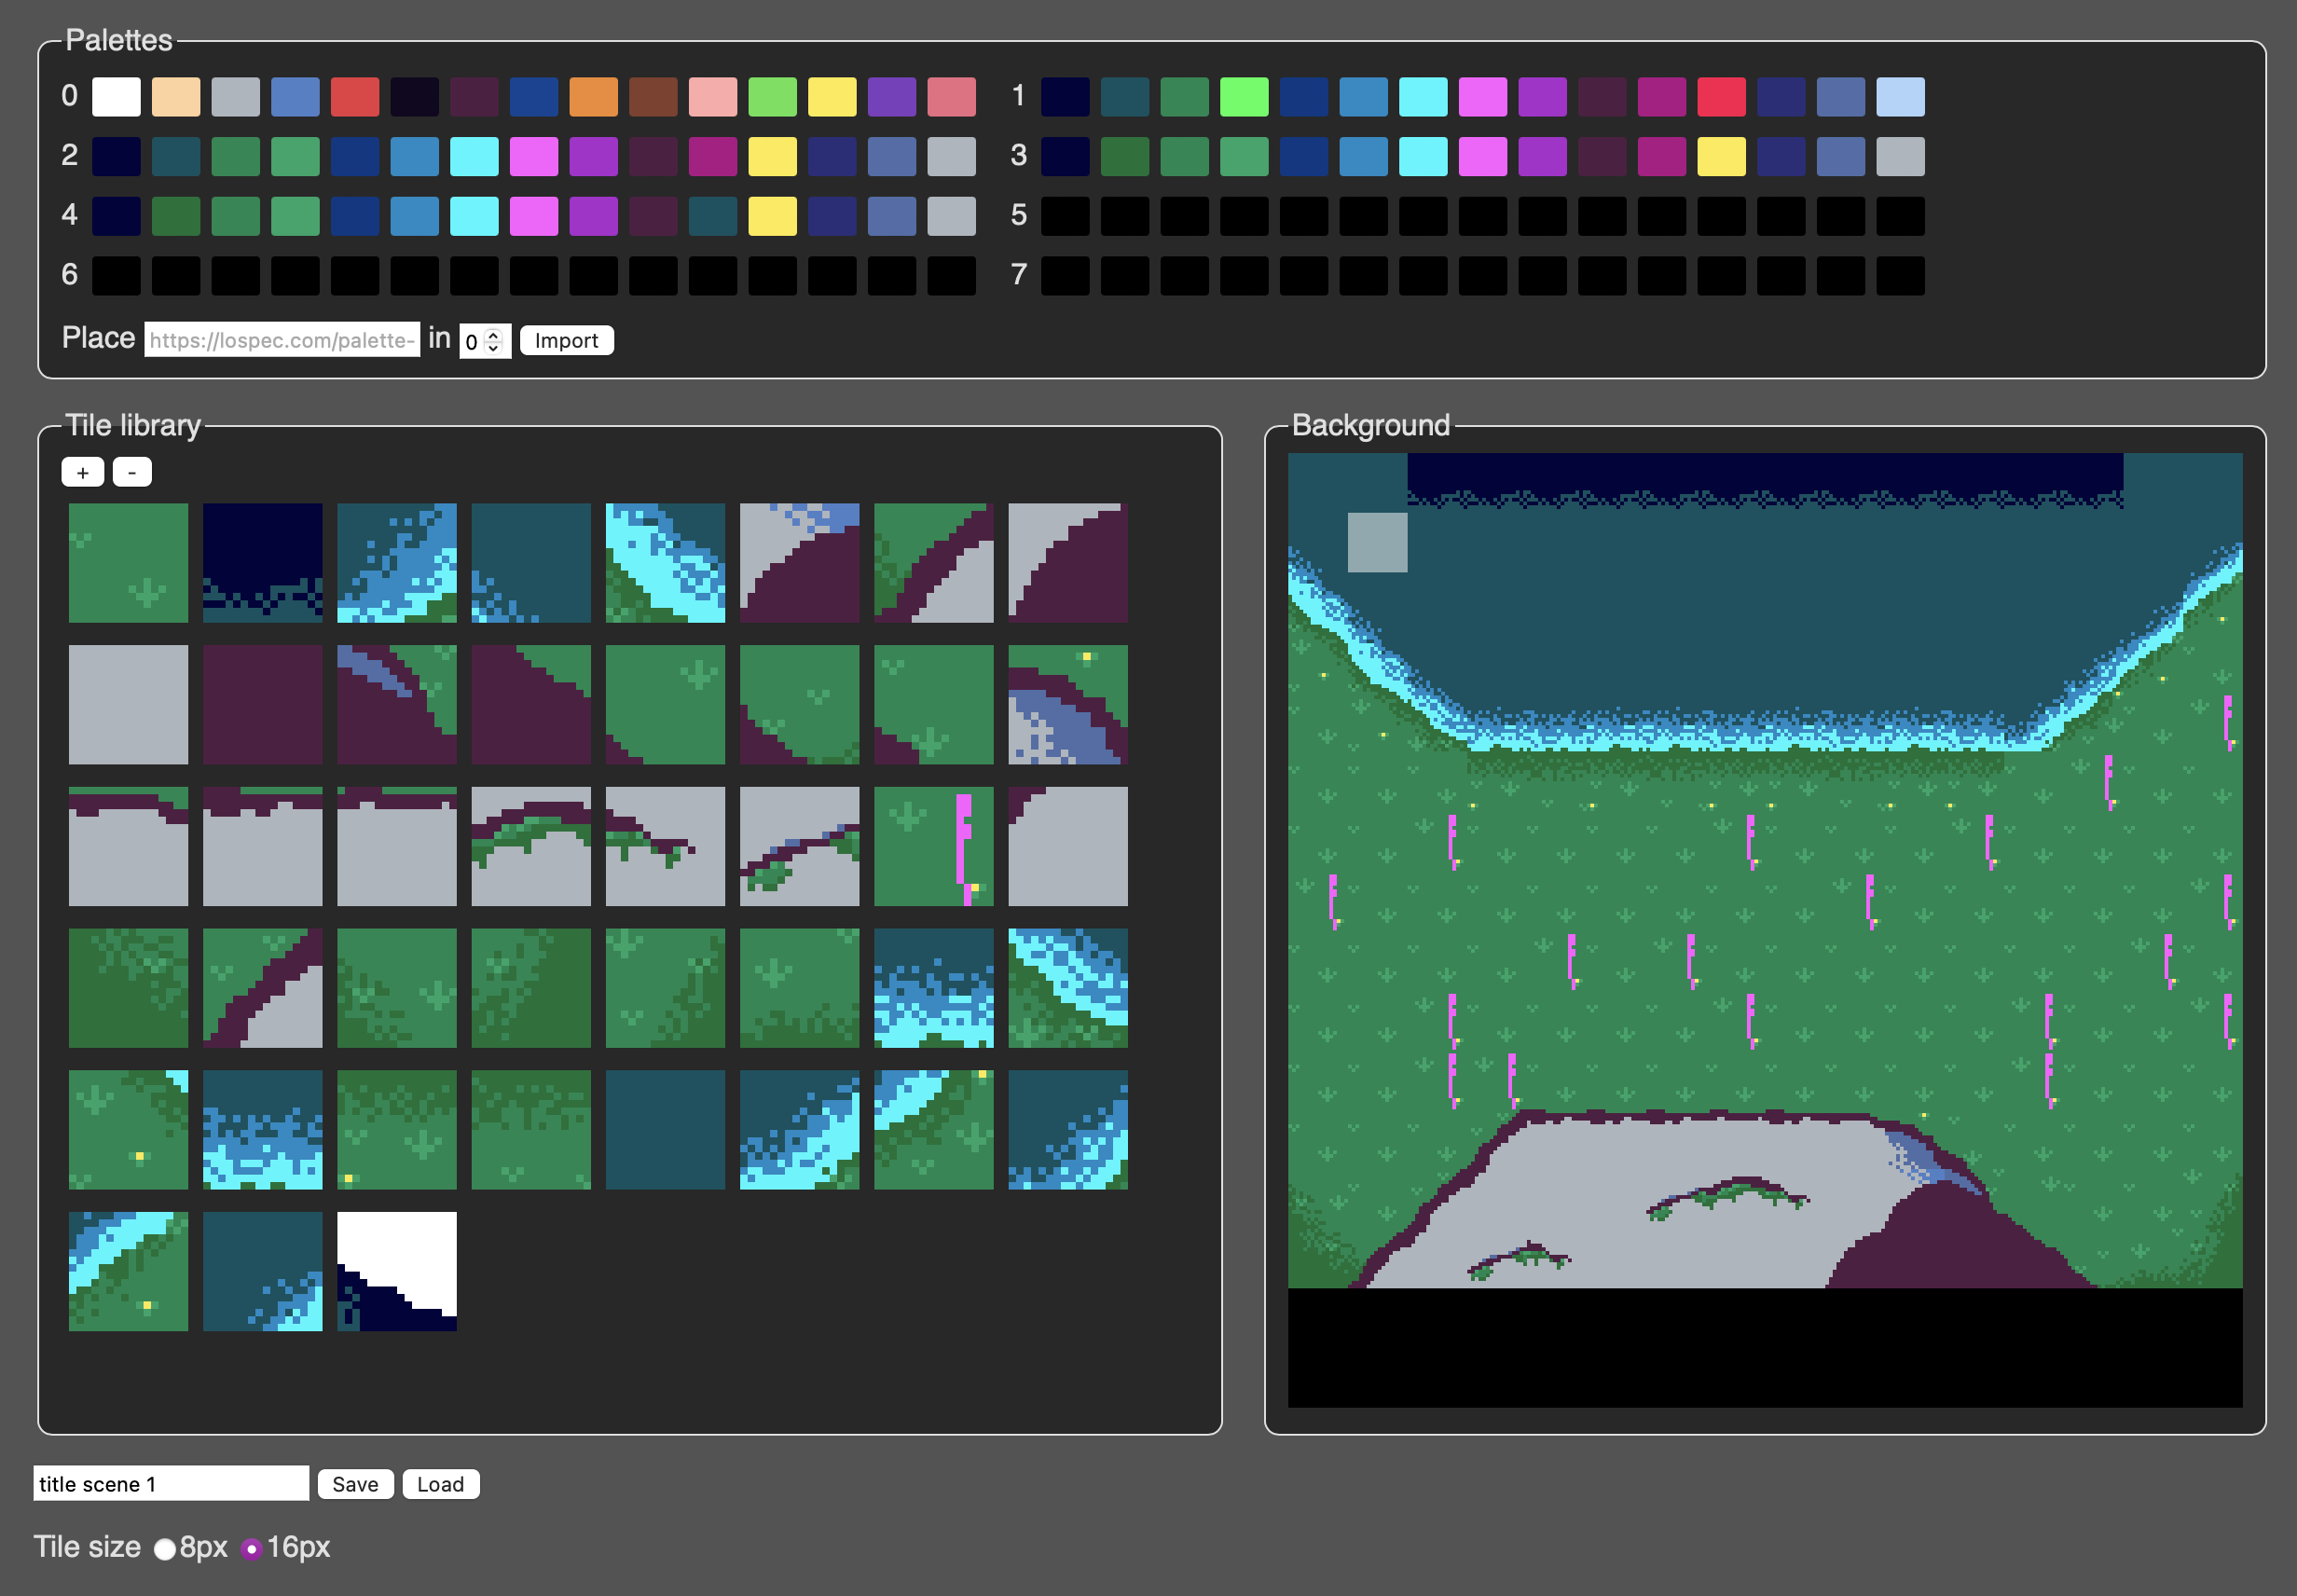 Palettes
0 1
2 3
4 5
6 7
Place https://lospec.com/palette- in 0 Import
Tile library
+ -
Background
title scene 1 Save Load
Tile size 8px 16px